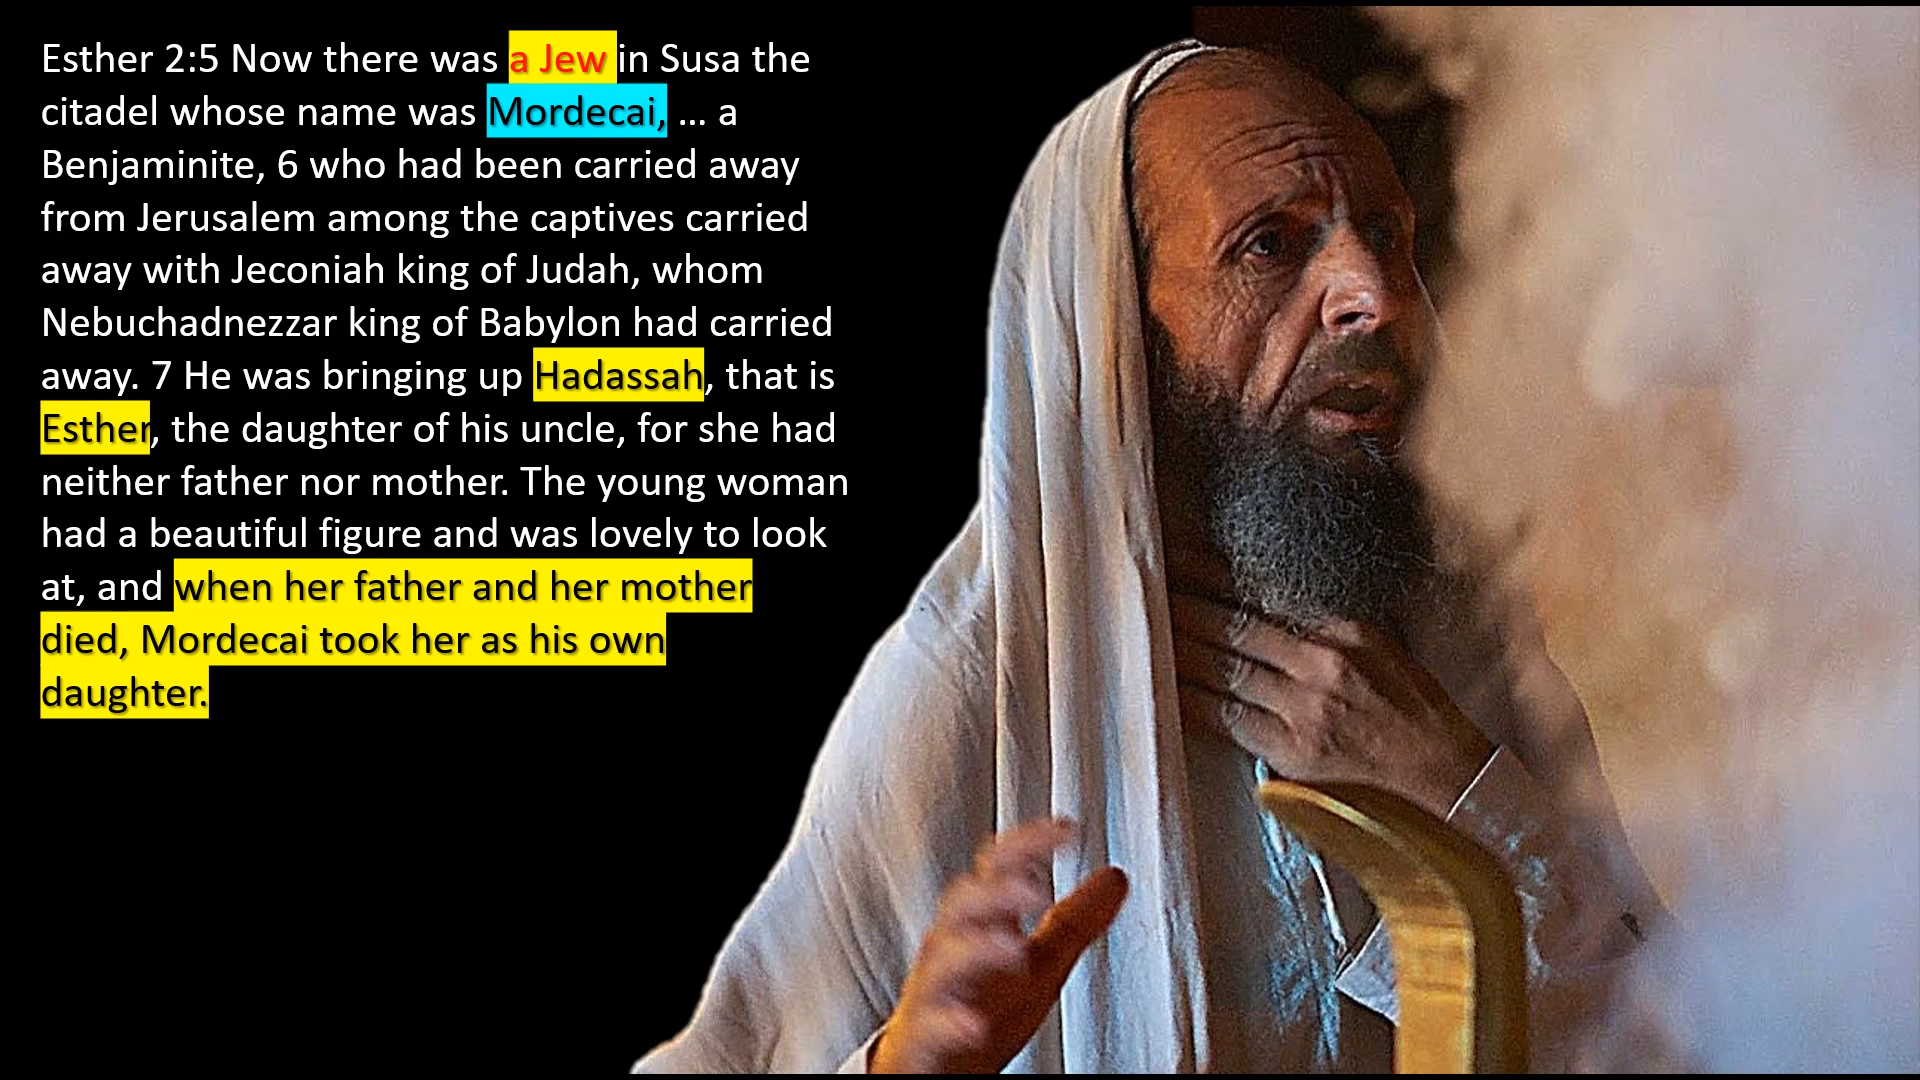 Esther 2:5 Now there was a Jew in Susa the
citadel whose name was Mordecai, ... a
Benjaminite, 6 who had been carried away
from Jerusalem among the captives carried
away with Jeconiah king of Judah, whom
Nebuchadnezzar king of Babylon had carried
away. 7 He was bringing up Hadassah, that is
Esther, the daughter of his uncle, for she had
neither father nor mother. The young woman
had a beautiful figure and was lovely to look
at, and when her father and her mother
died, Mordecai took her as his own
daughter.